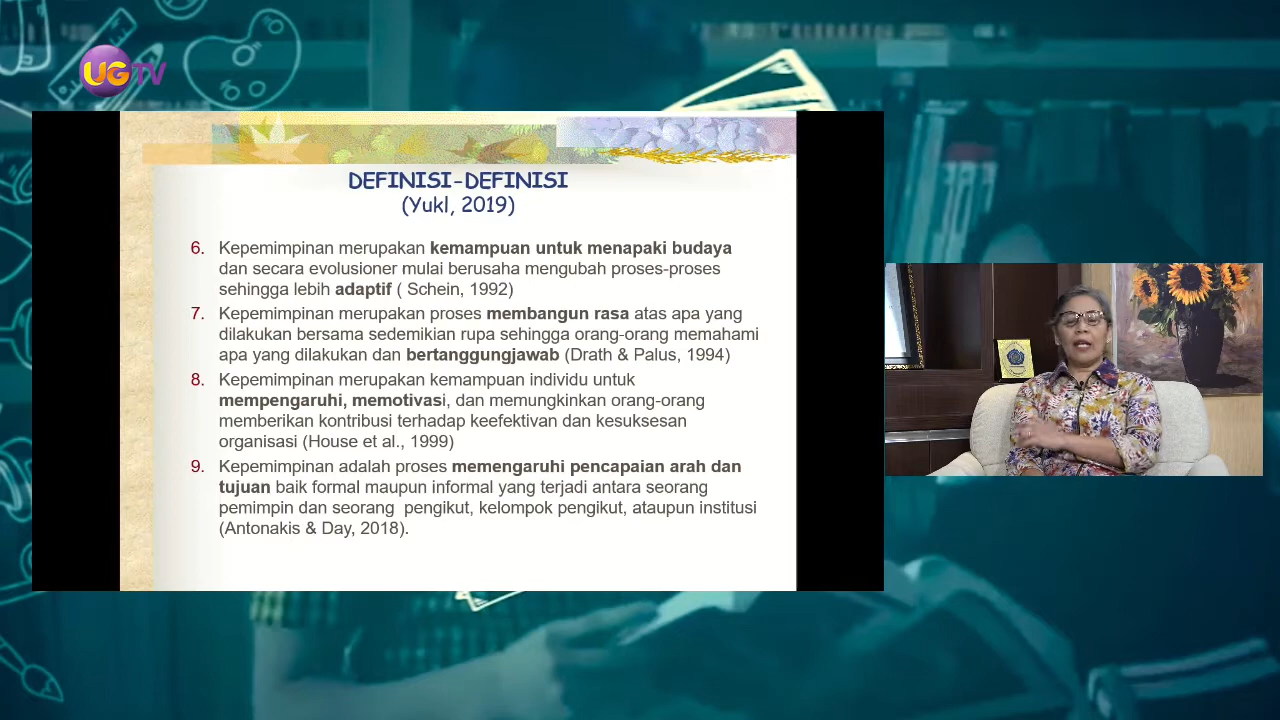 UGTV
DEFINISI-DEFINISI
(Yukl, 2019)
6. Kepemimpinan merupakan kemampuan untuk menapaki budaya
dan secara evolusioner mulai berusaha mengubah proses-proses
sehingga lebih adaptif ( Schein, 1992)
7. Kepemimpinan merupakan proses membangun rasa atas apa yang
dilakukan bersama sedemikian rupa sehingga orang-orang memahami
apa yang dilakukan dan bertanggungjawab (Drath & Palus, 1994)
8. Kepemimpinan merupakan kemampuan individu untuk
mempengaruhi, memotivasi, dan memungkinkan orang-orang
memberikan kontribusi terhadap keefektivan dan kesuksesan
organisasi (House et al., 1999)
9. Kepemimpinan adalah proses memengaruhi pencapaian arah dan
tujuan baik formal maupun informal yang terjadi antara seorang
pemimpin dan seorang  pengikut, kelompok pengikut, ataupun institusi
(Antonakis & Day, 2018).